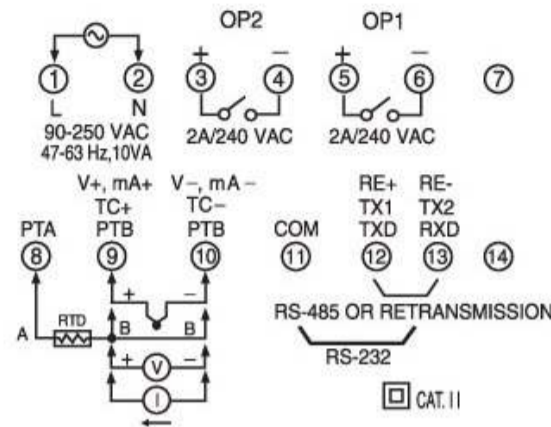 OP2 OP1
+ − + −
1 2 3 4 5 6 7
L N
90-250 VAC 2A/240 VAC 2A/240 VAC
47-63 Hz,10VA
V+, mA+ V−, mA− RE+ RE-
TC+ TC− TX1 TX2
PTA PTB PTB COM TXD RXD
8 9 10 11 12 13 14
+ −
RS-485 OR RETRANSMISSION
A RTD B B
RS-232
+ V −
I
CAT. II